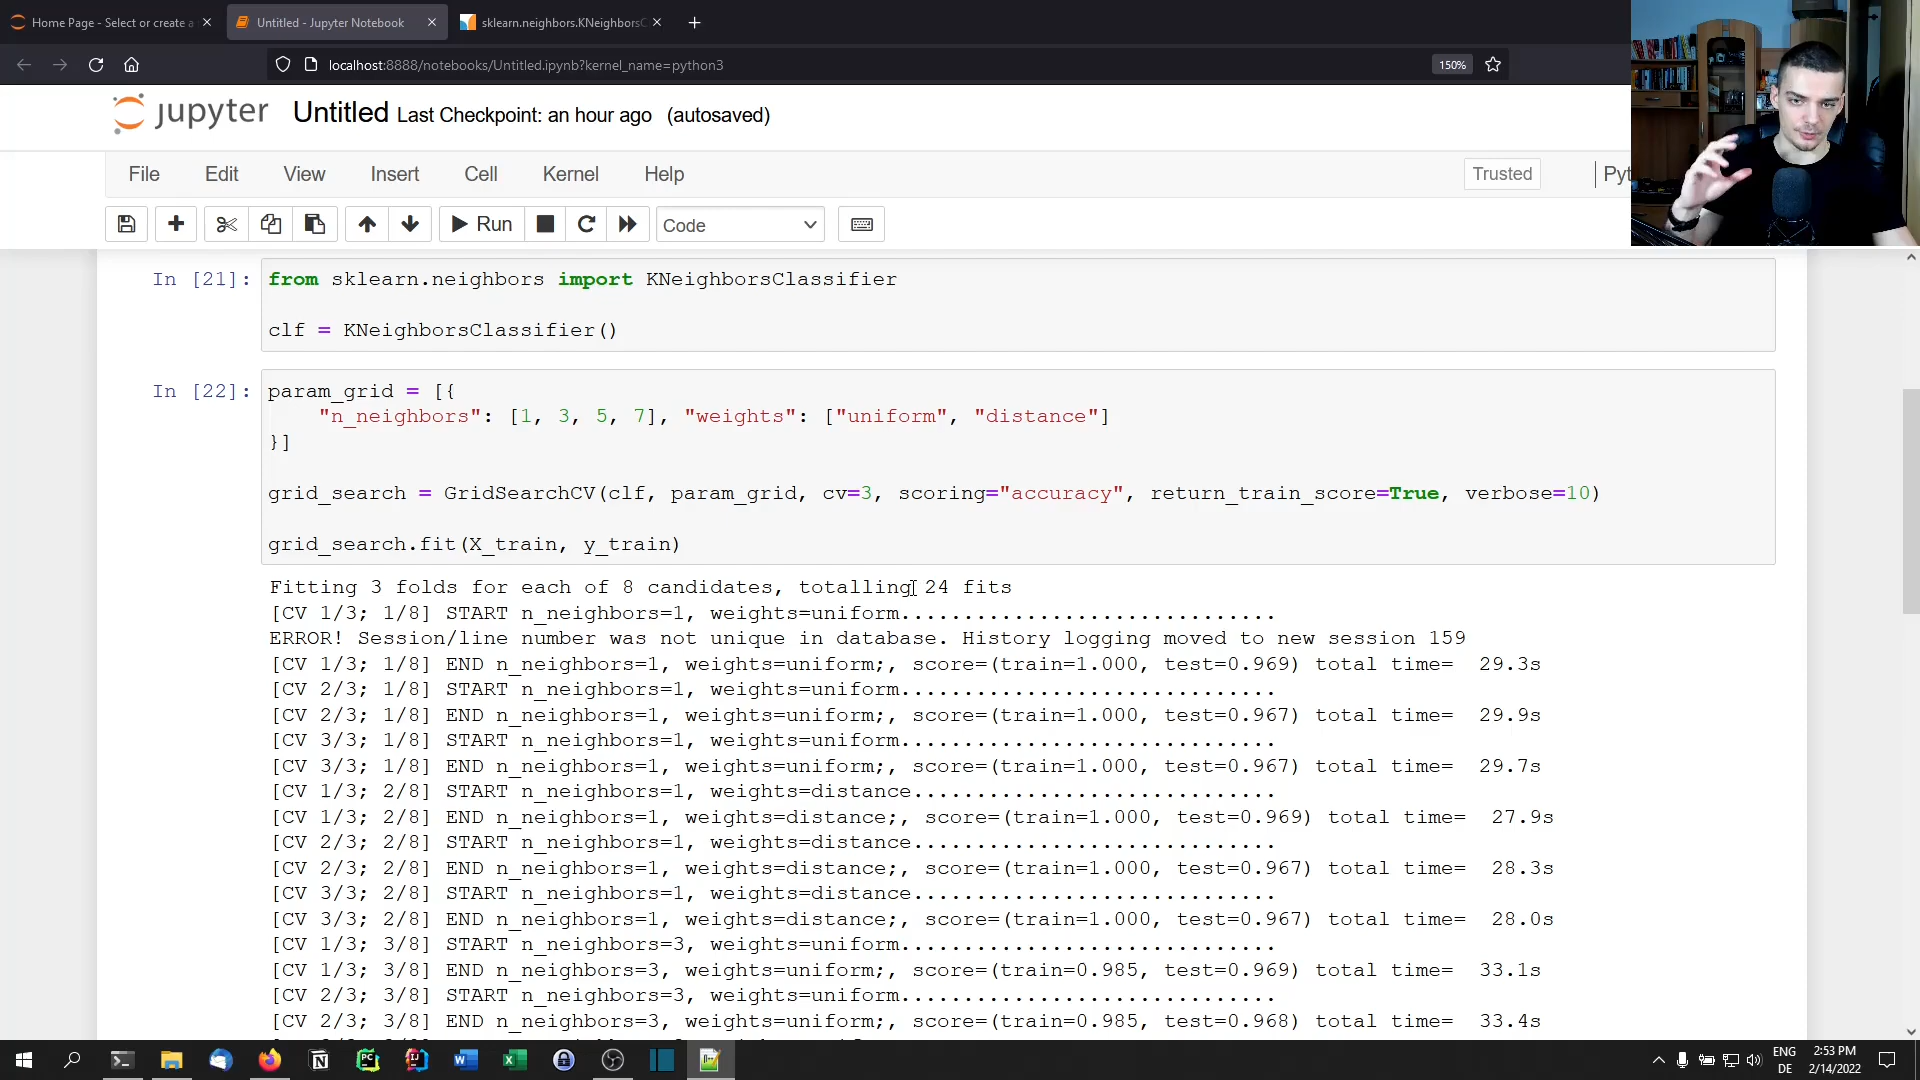 Home Page - Select or create a
Untitled - Jupyter Notebook
sklearn.neighbors.KNeighborsC
localhost:8888/notebooks/Untitled.ipynb?kernel_name=python3
150%
jupyter Untitled Last Checkpoint: an hour ago (autosaved)
File Edit View Insert Cell Kernel Help
Trusted
Pyt
Run
Code
In [21]: from sklearn.neighbors import KNeighborsClassifier
clf = KNeighborsClassifier()
In [22]: param_grid = [{
"n_neighbors": [1, 3, 5, 7], "weights": ["uniform", "distance"]
}]
grid_search = GridSearchCV(clf, param_grid, cv=3, scoring="accuracy", return_train_score=True, verbose=10)
grid_search.fit(X_train, y_train)
Fitting 3 folds for each of 8 candidates, totalling 24 fits
[CV 1/3; 1/8] START n_neighbors=1, weights=uniform..............................
ERROR! Session/line number was not unique in database. History logging moved to new session 159
[CV 1/3; 1/8] END n_neighbors=1, weights=uniform;, score=(train=1.000, test=0.969) total time=  29.3s
[CV 2/3; 1/8] START n_neighbors=1, weights=uniform..............................
[CV 2/3; 1/8] END n_neighbors=1, weights=uniform;, score=(train=1.000, test=0.967) total time=  29.9s
[CV 3/3; 1/8] START n_neighbors=1, weights=uniform..............................
[CV 3/3; 1/8] END n_neighbors=1, weights=uniform;, score=(train=1.000, test=0.967) total time=  29.7s
[CV 1/3; 2/8] START n_neighbors=1, weights=distance.............................
[CV 1/3; 2/8] END n_neighbors=1, weights=distance;, score=(train=1.000, test=0.969) total time=  27.9s
[CV 2/3; 2/8] START n_neighbors=1, weights=distance.............................
[CV 2/3; 2/8] END n_neighbors=1, weights=distance;, score=(train=1.000, test=0.967) total time=  28.3s
[CV 3/3; 2/8] START n_neighbors=1, weights=distance.............................
[CV 3/3; 2/8] END n_neighbors=1, weights=distance;, score=(train=1.000, test=0.967) total time=  28.0s
[CV 1/3; 3/8] START n_neighbors=3, weights=uniform..............................
[CV 1/3; 3/8] END n_neighbors=3, weights=uniform;, score=(train=0.985, test=0.969) total time=  33.1s
[CV 2/3; 3/8] START n_neighbors=3, weights=uniform..............................
[CV 2/3; 3/8] END n_neighbors=3, weights=uniform;, score=(train=0.985, test=0.968) total time=  33.4s
ENG
DE
2:53 PM
2/14/2022